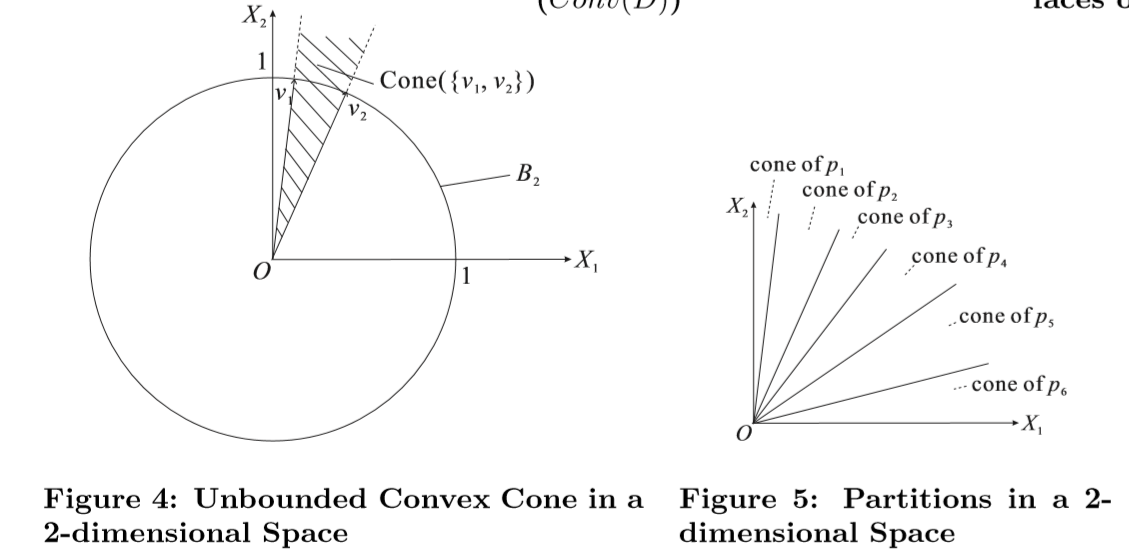 (Conv(D))
faces o
X₂
1
Cone({v₁, v₂})
v₁
v₂
B₂
O
1
X₁
Figure 4: Unbounded Convex Cone in a
2-dimensional Space
cone of p₁
cone of p₂
X₂
cone of p₃
cone of p₄
cone of p₅
cone of p₆
O
X₁
Figure 5: Partitions in a 2-
dimensional Space